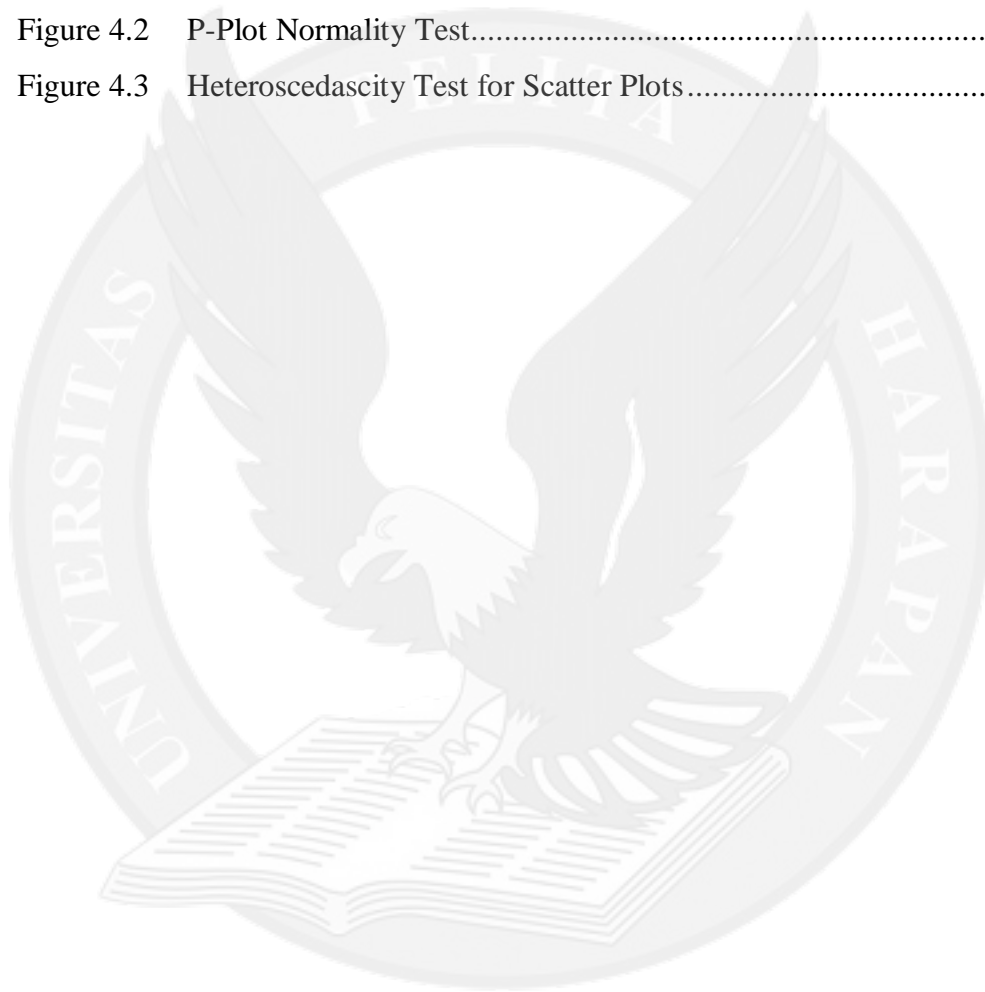 Figure 4.2 P-Plot Normality Test.................................................................
Figure 4.3 Heteroscedascity Test for Scatter Plots.....................................
UNIVERSITAS PELITA HARAPAN